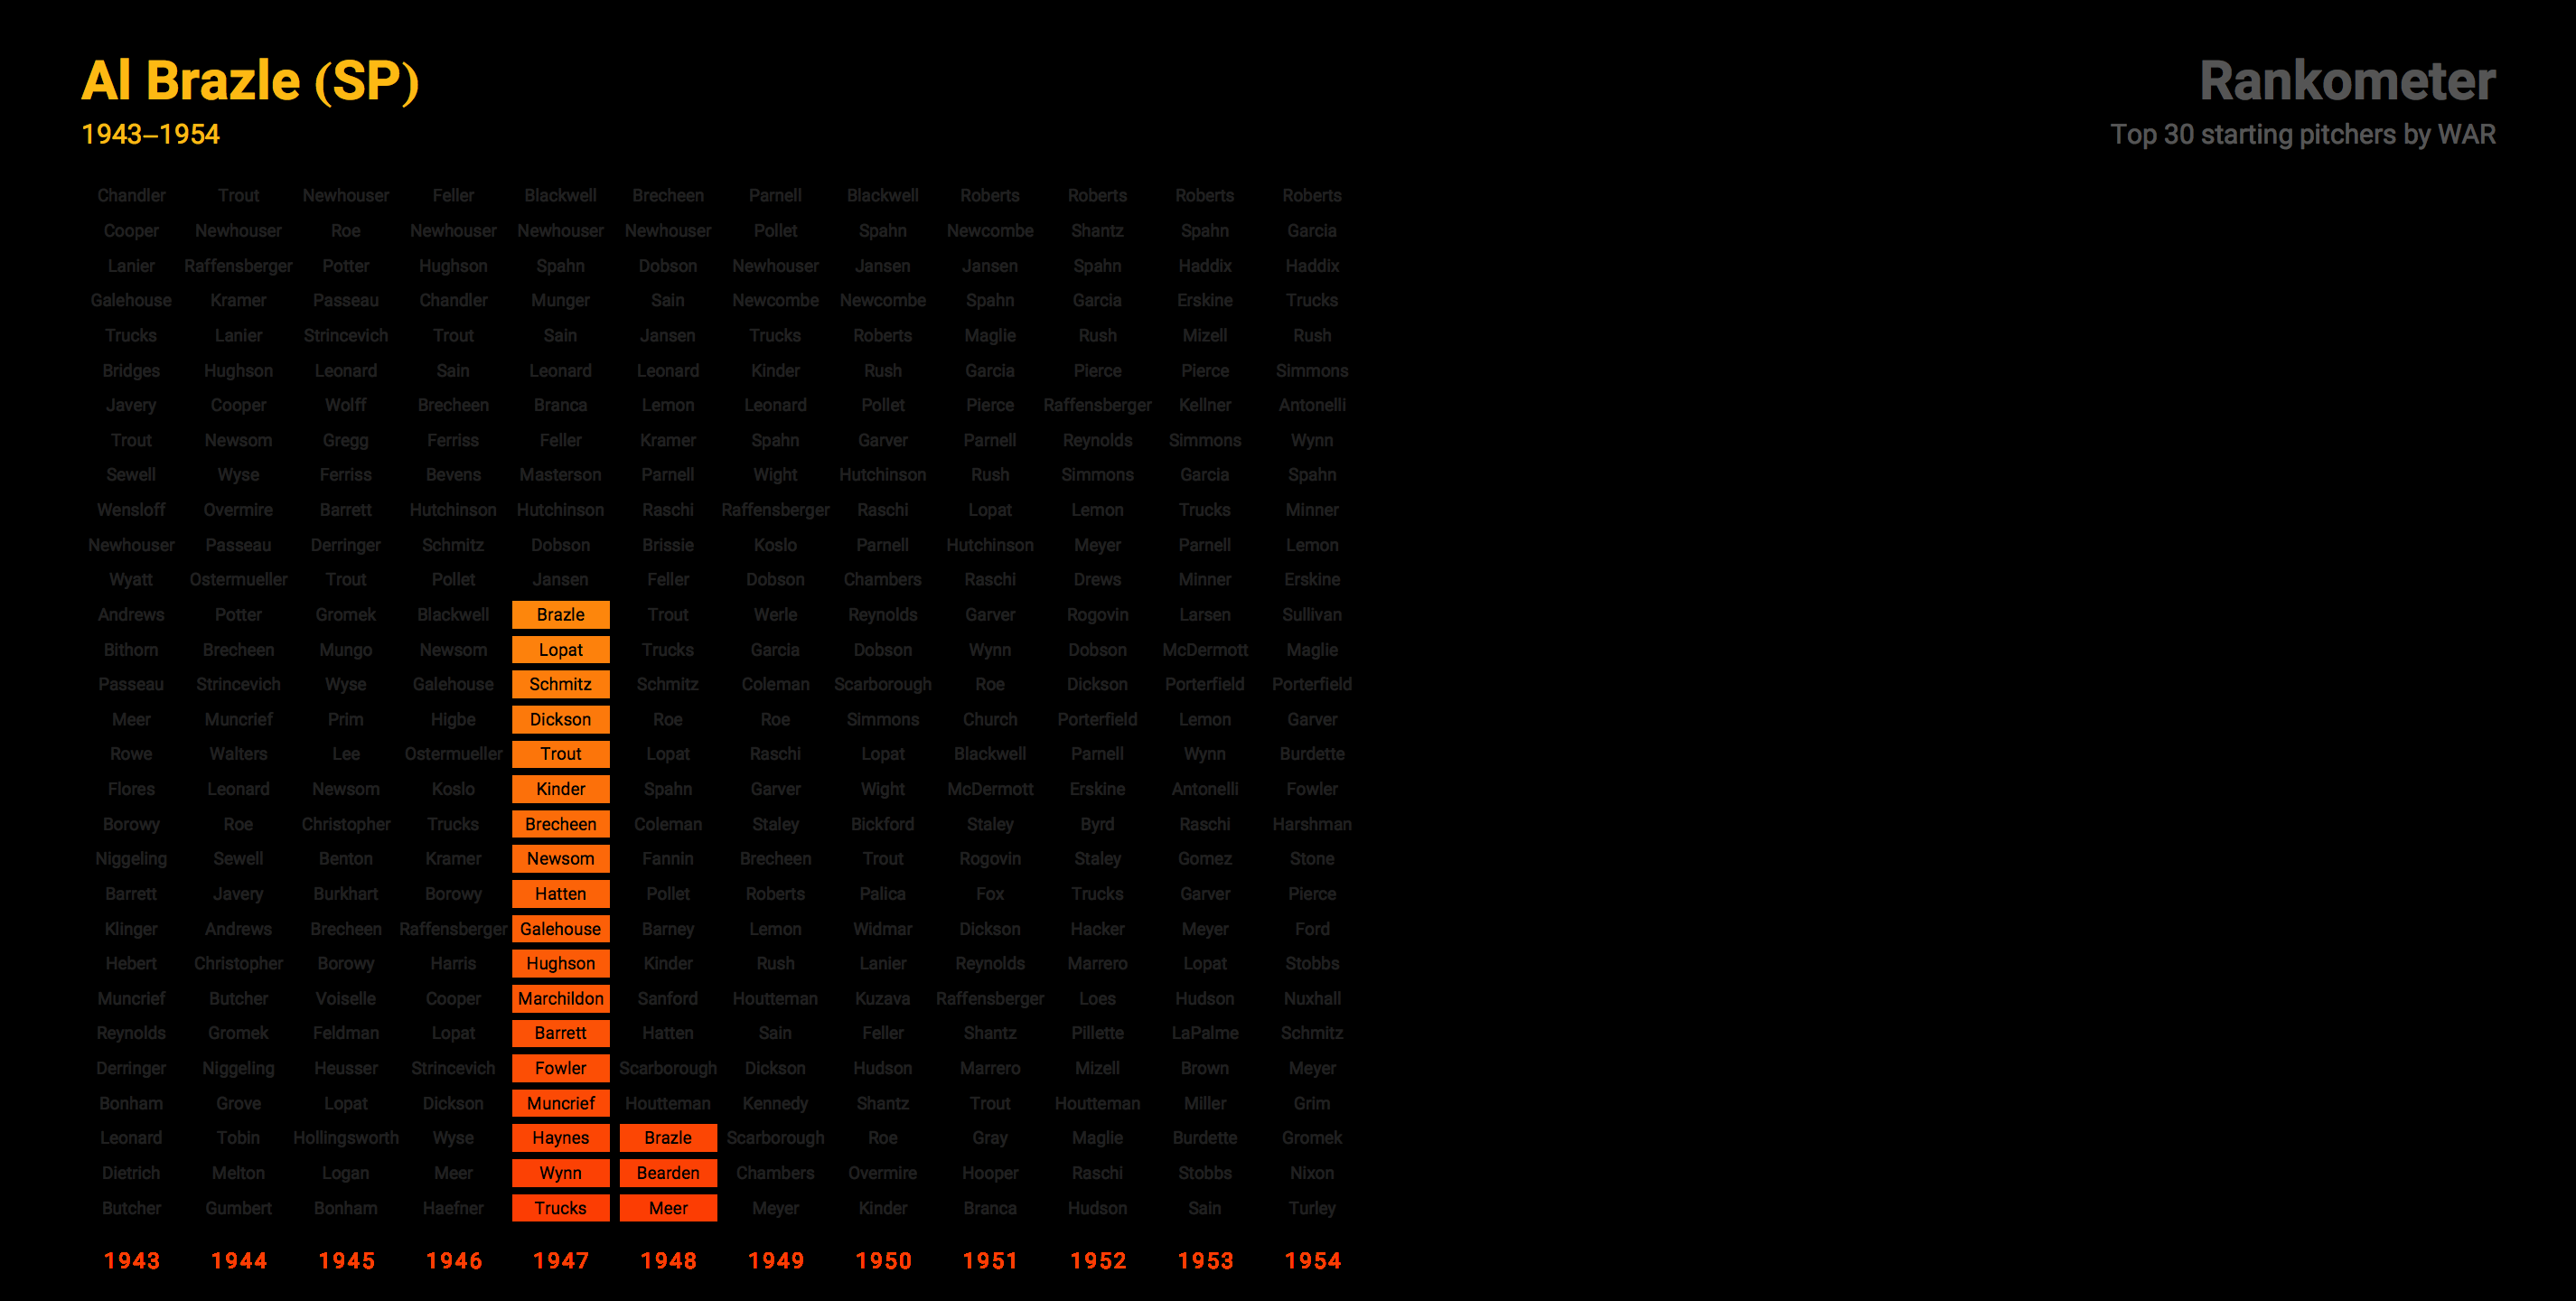 Al Brazle (SP)
Rankometer
1943–1954
Top 30 starting pitchers by WAR
Chandler Trout Newhouser Feller Blackwell Brecheen Parnell Blackwell Roberts Roberts Roberts Roberts
Cooper Newhouser Roe Newhouser Newhouser Newhouser Pollet Spahn Newcombe Shantz Spahn Garcia
Lanier Raffensberger Potter Hughson Spahn Dobson Newhouser Jansen Jansen Spahn Haddix Haddix
Galehouse Kramer Passeau Chandler Munger Sain Newcombe Newcombe Spahn Garcia Erskine Trucks
Trucks Lanier Strincevich Trout Sain Jansen Trucks Roberts Maglie Rush Mizell Rush
Bridges Hughson Leonard Sain Leonard Leonard Kinder Rush Garcia Pierce Pierce Simmons
Javery Cooper Wolff Brecheen Branca Lemon Leonard Pollet Pierce Raffensberger Kellner Antonelli
Trout Newsom Gregg Ferriss Feller Kramer Spahn Garver Parnell Reynolds Simmons Wynn
Sewell Wyse Ferriss Bevens Masterson Parnell Wight Hutchinson Rush Simmons Garcia Spahn
Wensloff Overmire Barrett Hutchinson Hutchinson Raschi Raffensberger Raschi Lopat Lemon Trucks Minner
Newhouser Passeau Derringer Schmitz Dobson Brissie Koslo Parnell Hutchinson Meyer Parnell Lemon
Wyatt Ostermueller Trout Pollet Jansen Feller Dobson Chambers Raschi Drews Minner Erskine
Andrews Potter Gromek Blackwell Brazle Trout Werle Reynolds Garver Rogovin Larsen Sullivan
Bithorn Brecheen Mungo Newsom Lopat Trucks Garcia Dobson Wynn Dobson McDermott Maglie
Passeau Strincevich Wyse Galehouse Schmitz Schmitz Coleman Scarborough Roe Dickson Porterfield Porterfield
Meer Muncrief Prim Higbe Dickson Roe Roe Simmons Church Porterfield Lemon Garver
Rowe Walters Lee Ostermueller Trout Lopat Raschi Lopat Blackwell Parnell Wynn Burdette
Flores Leonard Newsom Koslo Kinder Spahn Garver Wight McDermott Erskine Antonelli Fowler
Borowy Roe Christopher Trucks Brecheen Coleman Staley Bickford Staley Byrd Raschi Harshman
Niggeling Sewell Benton Kramer Newsom Fannin Brecheen Trout Rogovin Staley Gomez Stone
Barrett Javery Burkhart Borowy Hatten Pollet Roberts Palica Fox Trucks Garver Pierce
Klinger Andrews Brecheen Raffensberger Galehouse Barney Lemon Widmar Dickson Hacker Meyer Ford
Hebert Christopher Borowy Harris Hughson Kinder Rush Lanier Reynolds Marrero Lopat Stobbs
Muncrief Butcher Voiselle Cooper Marchildon Sanford Houtteman Kuzava Raffensberger Loes Hudson Nuxhall
Reynolds Gromek Feldman Lopat Barrett Hatten Sain Feller Shantz Pillette LaPalme Schmitz
Derringer Niggeling Heusser Strincevich Fowler Scarborough Dickson Hudson Marrero Mizell Brown Meyer
Bonham Grove Lopat Dickson Muncrief Houtteman Kennedy Shantz Trout Houtteman Miller Grim
Leonard Tobin Hollingsworth Wyse Haynes Brazle Scarborough Roe Gray Maglie Burdette Gromek
Dietrich Melton Logan Meer Wynn Bearden Chambers Overmire Hooper Raschi Stobbs Nixon
Butcher Gumbert Bonham Haefner Trucks Meer Meyer Kinder Branca Hudson Sain Turley
1943 1944 1945 1946 1947 1948 1949 1950 1951 1952 1953 1954